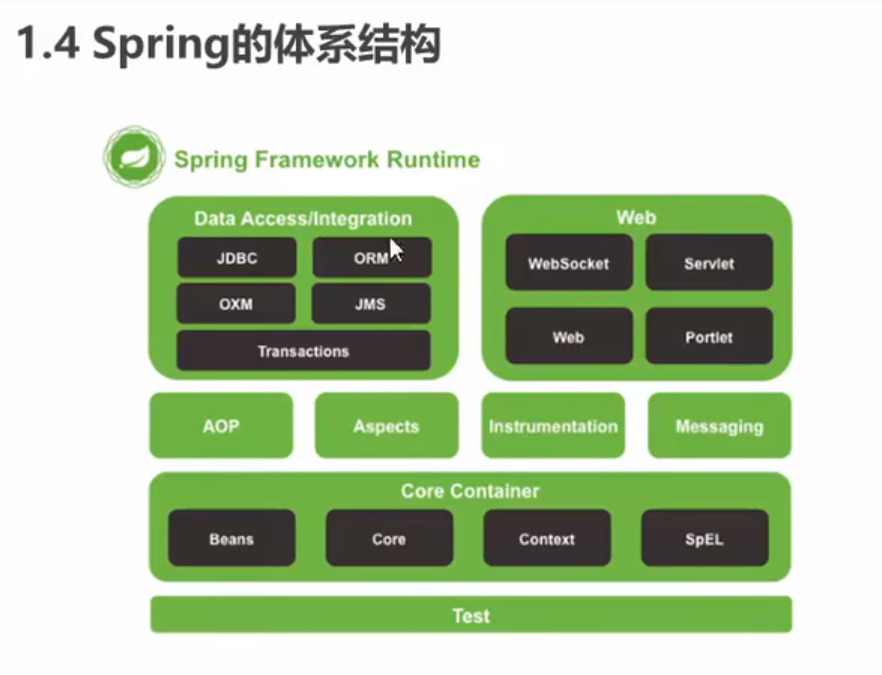 1.4 Spring的体系结构
Spring Framework Runtime
Data Access/Integration
JDBC
ORM
OXM
JMS
Transactions
Web
WebSocket
Servlet
Web
Portlet
AOP
Aspects
Instrumentation
Messaging
Core Container
Beans
Core
Context
SpEL
Test